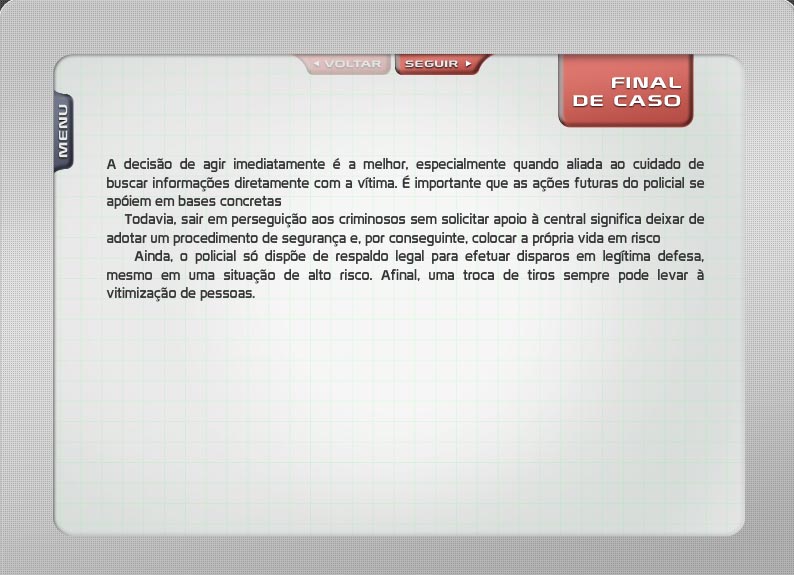 VOLTAR
SEGUIR
FINAL
DE CASO
MENU
A decisão de agir imediatamente é a melhor, especialmente quando aliada ao cuidado de
buscar informações diretamente com a vítima. É importante que as ações futuras do policial se
apóiem em bases concretas
Todavia, sair em perseguição aos criminosos sem solicitar apoio à central significa deixar de
adotar um procedimento de segurança e, por conseguinte, colocar a própria vida em risco
Ainda, o policial só dispõe de respaldo legal para efetuar disparos em legítima defesa,
mesmo em uma situação de alto risco. Afinal, uma troca de tiros sempre pode levar à
vitimização de pessoas.